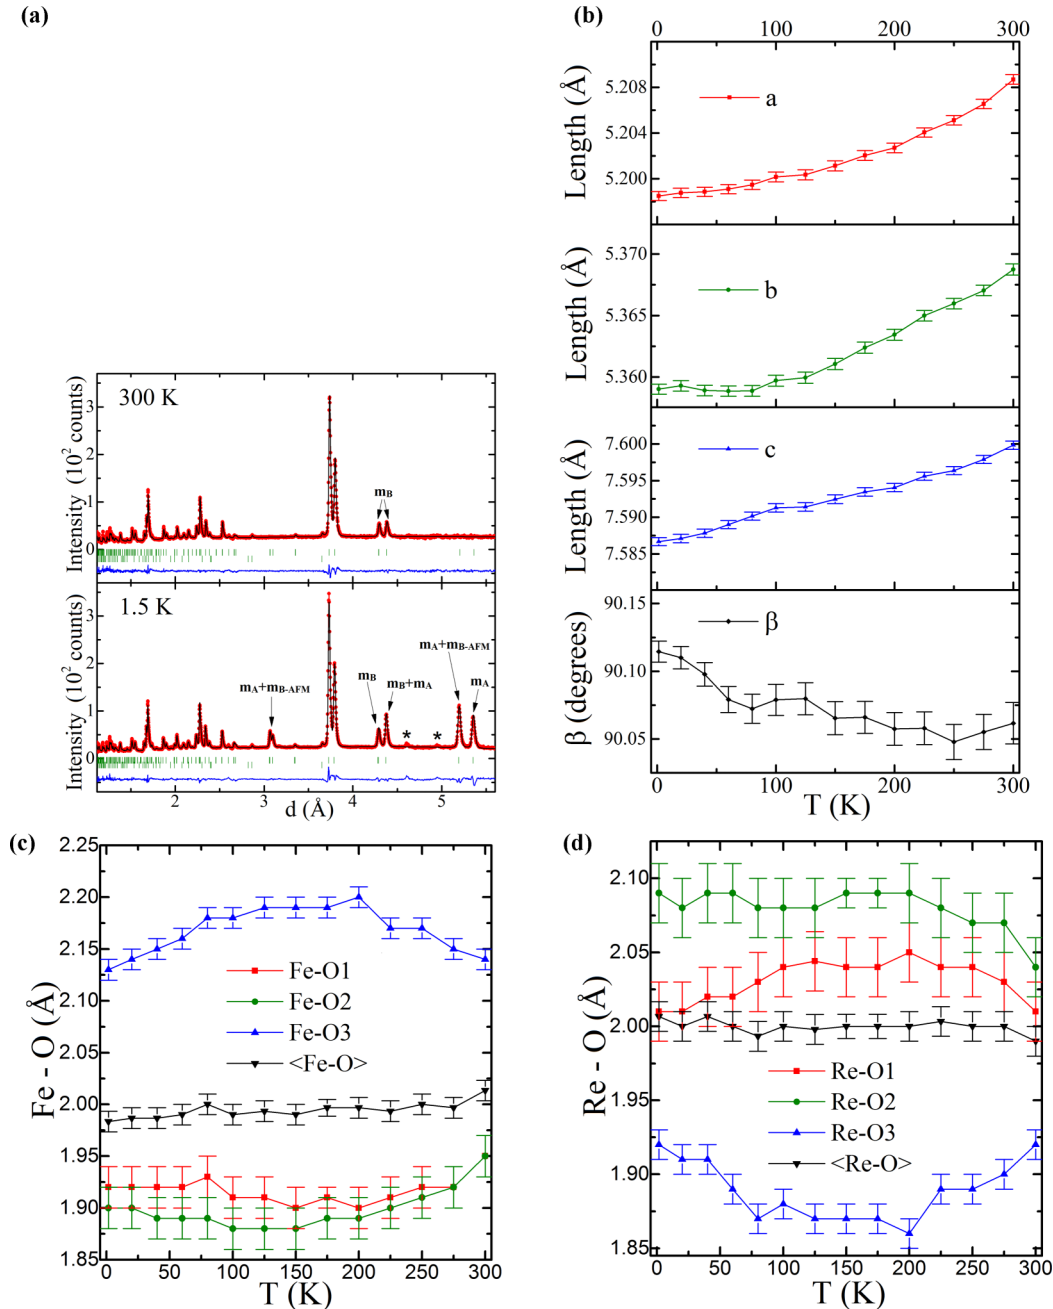 (a)
300 K
m_B
Intensity (10² counts)
3
2
1
0
1.5 K
m_A+m_B-AFM
m_B
m_B+m_A
m_A+m_B-AFM
m_A
*
*
Intensity (10² counts)
3
2
1
0
2 3 4 5
d (Å)
(b)
0 100 200 300
Length (Å)
5.208
5.204
5.200
a
Length (Å)
5.370
5.365
5.360
b
Length (Å)
7.600
7.595
7.590
7.585
c
β (degrees)
90.15
90.10
90.05
β
0 100 200 300
T (K)
(c)
Fe - O (Å)
2.25
2.20
2.15
2.10
2.05
2.00
1.95
1.90
1.85
Fe-O1
Fe-O2
Fe-O3
<Fe-O>
0 50 100 150 200 250 300
T (K)
(d)
Re - O (Å)
2.10
2.05
2.00
1.95
1.90
1.85
Re-O1
Re-O2
Re-O3
<Re-O>
0 50 100 150 200 250 300
T (K)